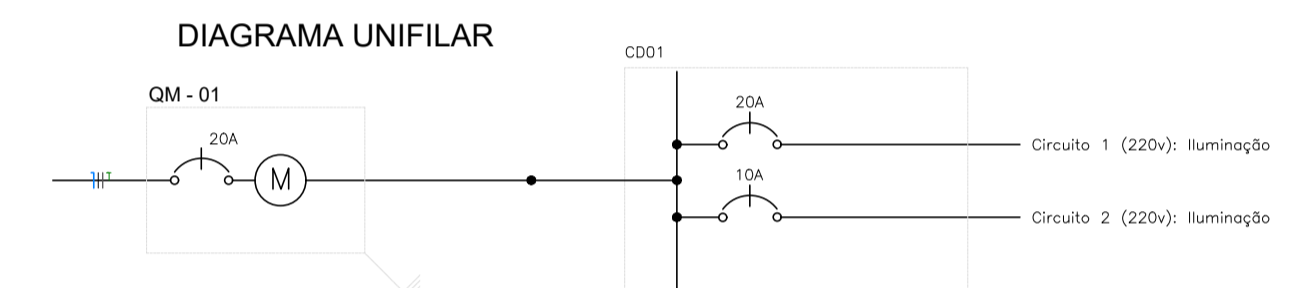 DIAGRAMA UNIFILAR
CD01
QM - 01
20A
20A
M
Circuito 1 (220v): Iluminação
10A
Circuito 2 (220v): Iluminação